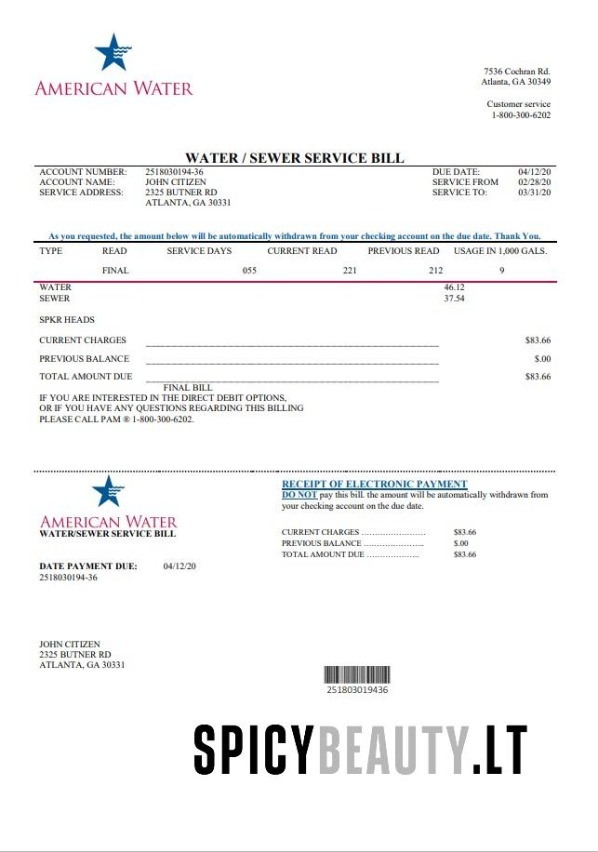 AMERICAN WATER
7536 Cochran Rd.
Atlanta, GA 30349
Customer service
1-800-300-6202
WATER / SEWER SERVICE BILL
ACCOUNT NUMBER: 2518030194-36 DUE DATE: 04/12/20
ACCOUNT NAME: JOHN CITIZEN SERVICE FROM 02/28/20
SERVICE ADDRESS: 2325 BUTNER RD SERVICE TO: 03/31/20
ATLANTA, GA 30331
As you requested, the amount below will be automatically withdrawn from your checking account on the due date. Thank You.
TYPE READ SERVICE DAYS CURRENT READ PREVIOUS READ USAGE IN 1,000 GALS.
FINAL 055 221 212 9
WATER 46.12
SEWER 37.54
SPKR HEADS
CURRENT CHARGES $83.66
PREVIOUS BALANCE $.00
TOTAL AMOUNT DUE $83.66
FINAL BILL
IF YOU ARE INTERESTED IN THE DIRECT DEBIT OPTIONS,
OR IF YOU HAVE ANY QUESTIONS REGARDING THIS BILLING
PLEASE CALL PAM ® 1-800-300-6202.
AMERICAN WATER
WATER/SEWER SERVICE BILL
DATE PAYMENT DUE: 04/12/20
2518030194-36
RECEIPT OF ELECTRONIC PAYMENT
DO NOT pay this bill. the amount will be automatically withdrawn from
your checking account on the due date.
CURRENT CHARGES ........................ $83.66
PREVIOUS BALANCE ...................... $.00
TOTAL AMOUNT DUE .................... $83.66
JOHN CITIZEN
2325 BUTNER RD
ATLANTA, GA 30331
251803019436
SPICYBEAUTY.LT